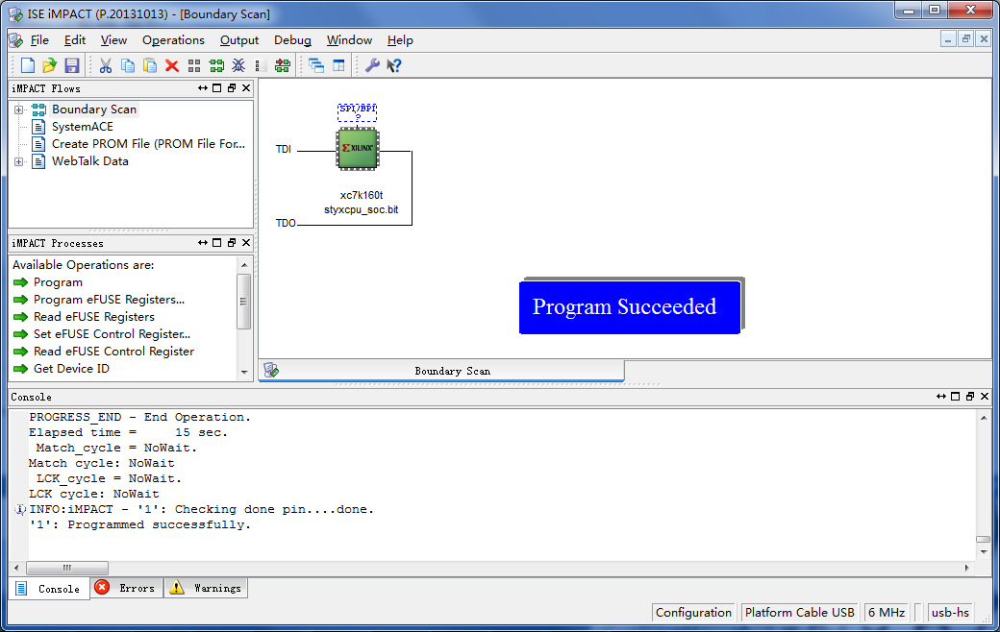 ISE iMPACT (P.20131013) - [Boundary Scan]
File Edit View Operations Output Debug Window Help
iMPACT Flows
Boundary Scan
SystemACE
Create PROM File (PROM File For...
WebTalk Data
iMPACT Processes
Available Operations are:
Program
Program eFUSE Registers...
Read eFUSE Registers
Set eFUSE Control Register...
Read eFUSE Control Register
Get Device ID
SPI/BPI
?
TDI
XILINX
xc7k160t
styxcpu_soc.bit
TDO
Program Succeeded
Boundary Scan
Console
PROGRESS_END - End Operation.
Elapsed time =     15 sec.
Match_cycle = NoWait.
Match cycle: NoWait
LCK_cycle = NoWait.
LCK cycle: NoWait
INFO:iMPACT - '1': Checking done pin....done.
'1': Programmed successfully.
Console Errors Warnings
Configuration Platform Cable USB 6 MHz usb-hs